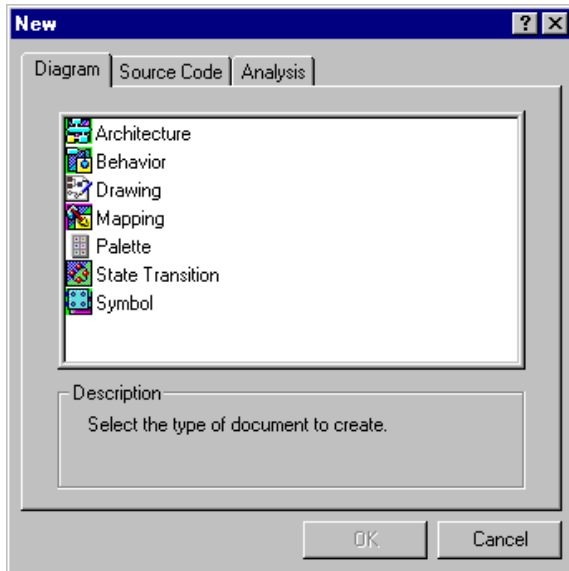 New
Diagram Source Code Analysis
Architecture
Behavior
Drawing
Mapping
Palette
State Transition
Symbol
Description
Select the type of document to create.
OK Cancel